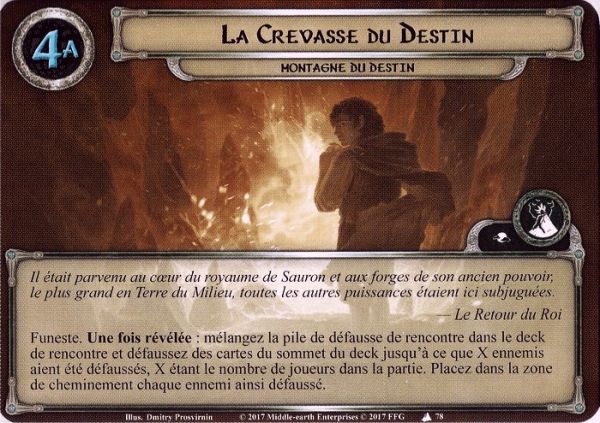 4A
La Crevasse du Destin
Montagne du Destin
Il était parvenu au cœur du royaume de Sauron et aux forges de son ancien pouvoir,
le plus grand en Terre du Milieu, toutes les autres puissances étaient ici subjuguées.
— Le Retour du Roi
Funeste. Une fois révélée : mélangez la pile de défausse de rencontre dans le deck
de rencontre et défaussez des cartes du sommet du deck jusqu'à ce que X ennemis
aient été défaussés, X étant le nombre de joueurs dans la partie. Placez dans la zone
de cheminement chaque ennemi ainsi défaussé.
Illus. Dmitry Prosvirnin © 2017 Middle-earth Enterprises © 2017 FFG 78